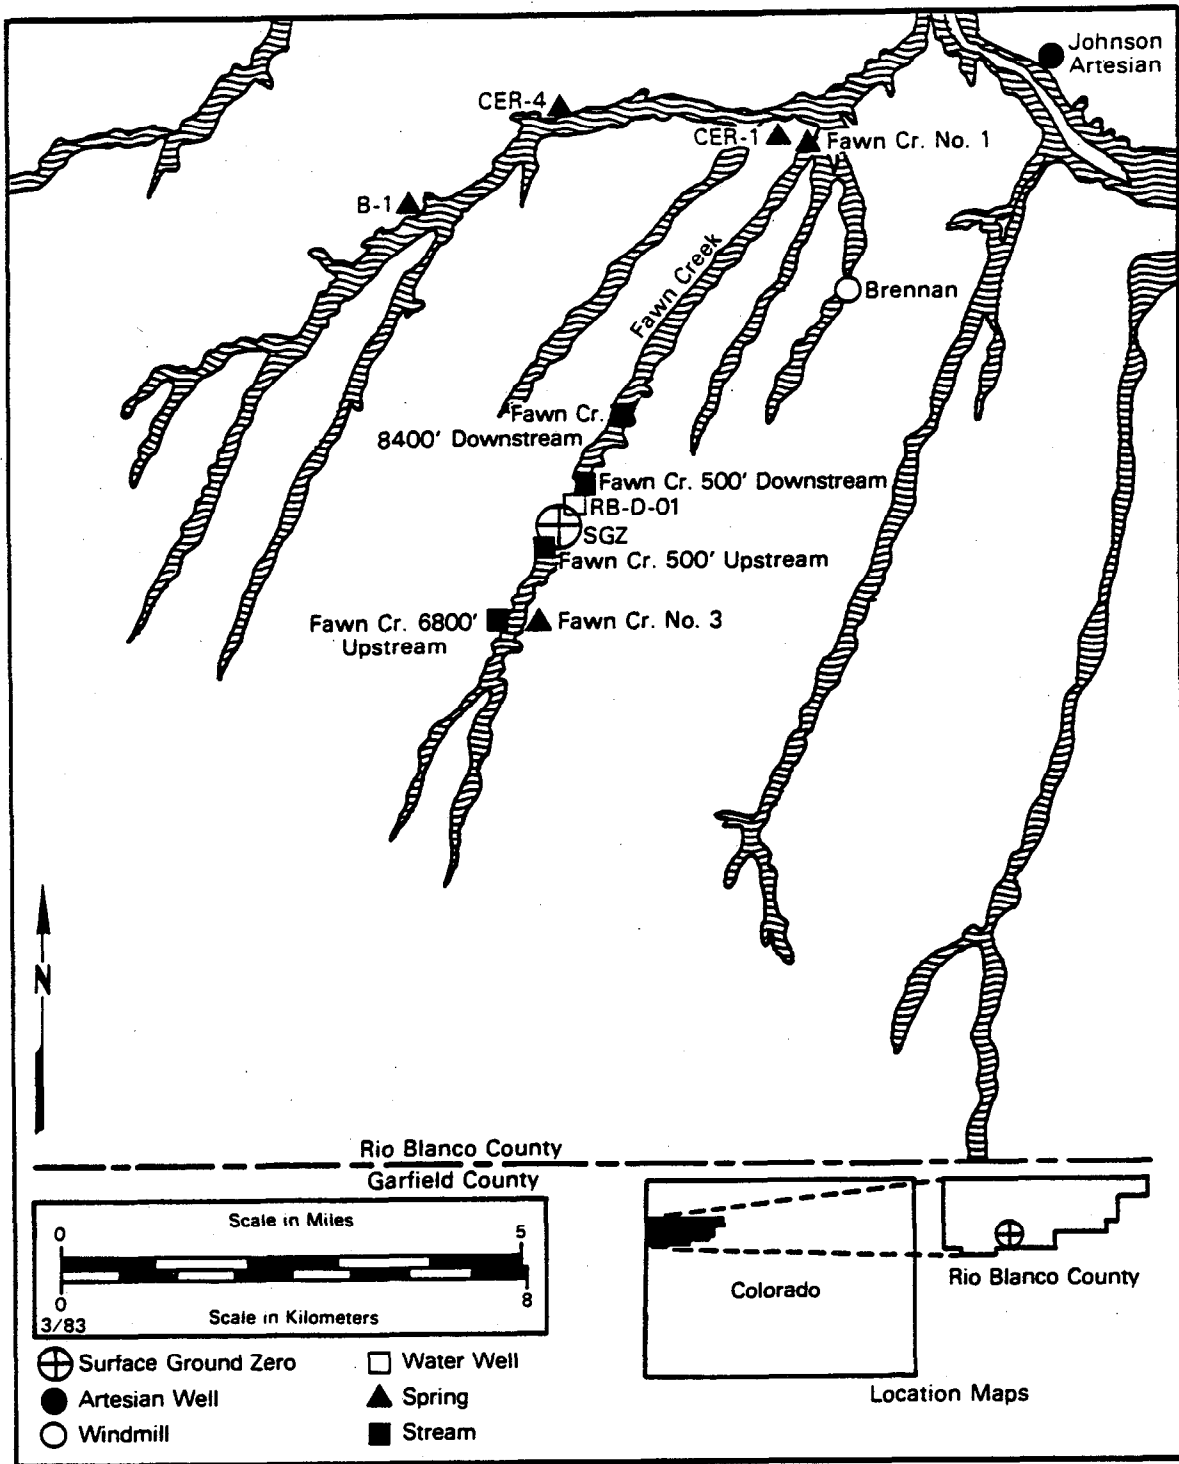 Johnson
Artesian
CER-4
CER-1
Fawn Cr. No. 1
B-1
Fawn Creek
Brennan
Fawn Cr.
8400' Downstream
Fawn Cr. 500' Downstream
RB-D-01
SGZ
Fawn Cr. 500' Upstream
Fawn Cr. 6800'
Upstream
Fawn Cr. No. 3
N
Rio Blanco County
Garfield County
Scale in Miles
0 5
0 8
Scale in Kilometers
3/83
Colorado
Rio Blanco County
Location Maps
Surface Ground Zero
Artesian Well
Windmill
Water Well
Spring
Stream